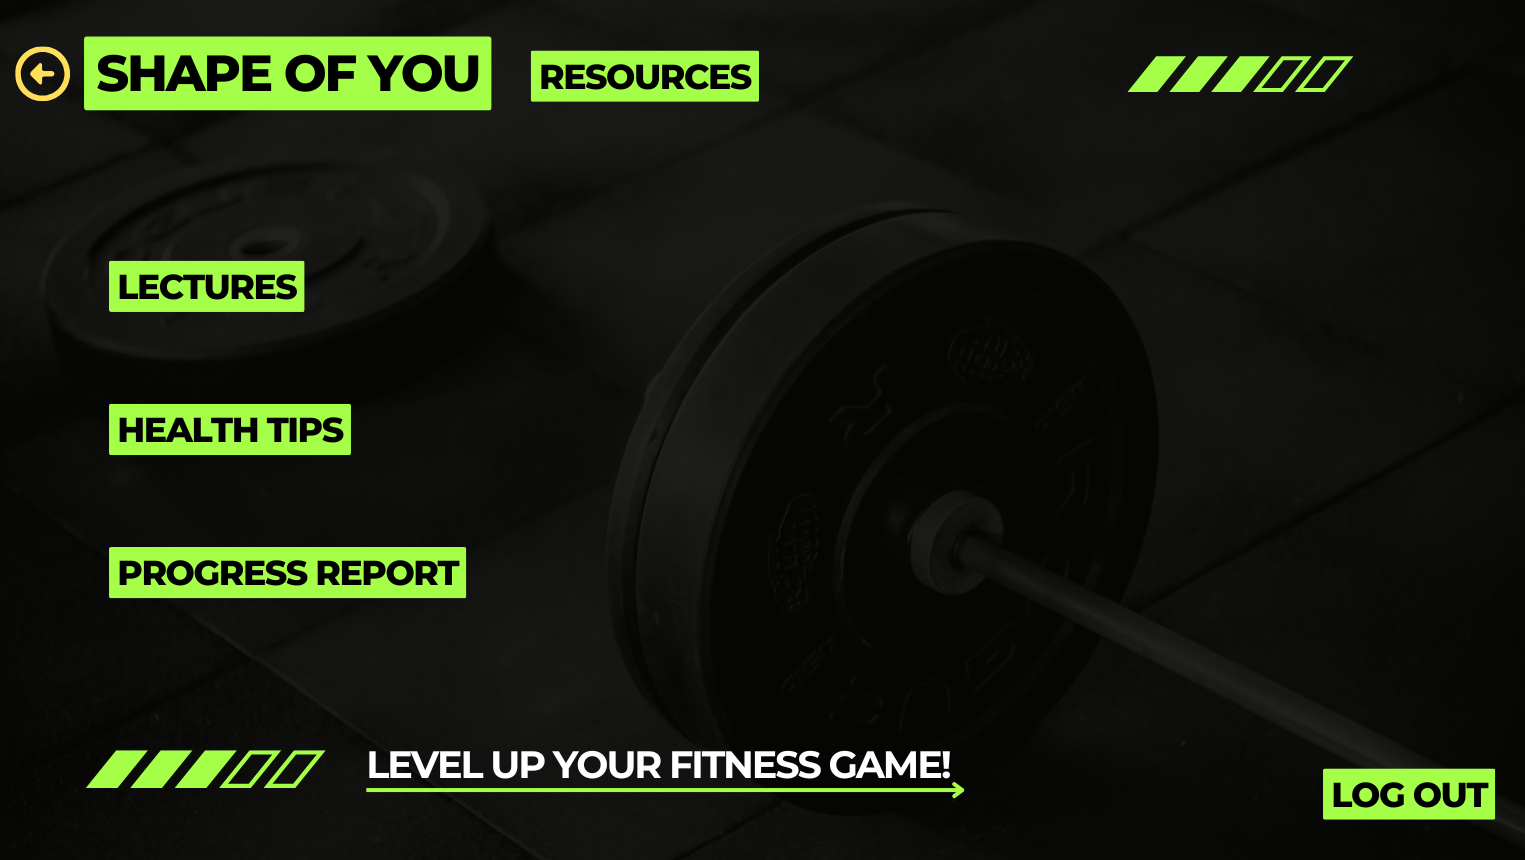 SHAPE OF YOU
RESOURCES
LECTURES
HEALTH TIPS
PROGRESS REPORT
LEVEL UP YOUR FITNESS GAME!
LOG OUT